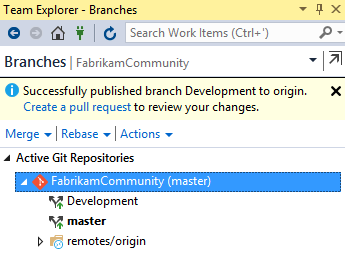 Team Explorer - Branches
Search Work Items (Ctrl+')
Branches | FabrikamCommunity
Successfully published branch Development to origin.
Create a pull request to review your changes.
Merge | Rebase | Actions
Active Git Repositories
FabrikamCommunity (master)
Development
master
remotes/origin